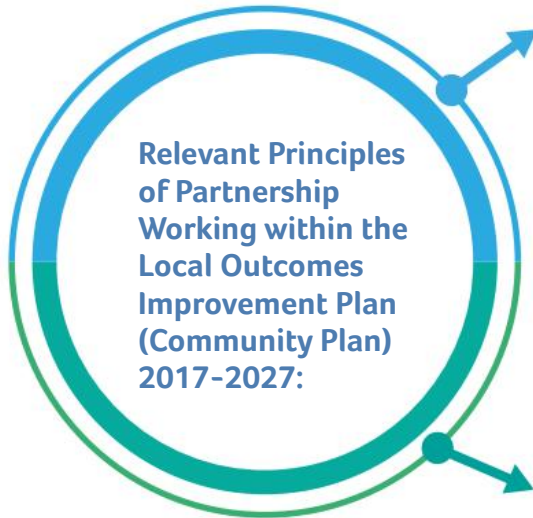 Relevant Principles
of Partnership
Working within the
Local Outcomes
Improvement Plan
(Community Plan)
2017-2027: